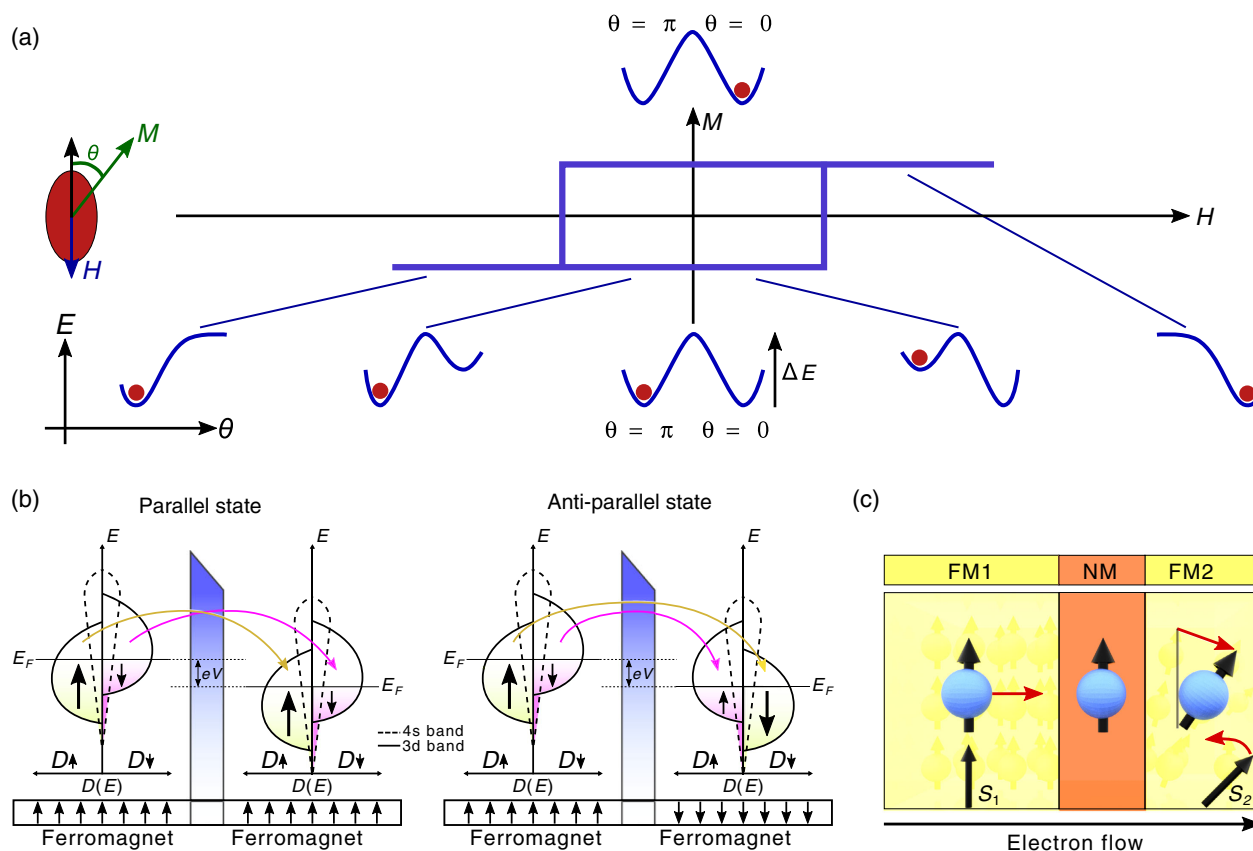 (a)
θ = π θ = 0
M
θ
M
H
H
E
ΔE
θ
θ = π θ = 0
(b)
Parallel state
Anti-parallel state
(c)
E
E
E
E
FM1
NM
FM2
E_F
eV
E_F
E_F
eV
E_F
4s band
3d band
D↑
D↓
D↑
D↓
D↑
D↓
D↑
D↓
D(E)
D(E)
D(E)
D(E)
S₁
S₂
Ferromagnet
Ferromagnet
Ferromagnet
Ferromagnet
Electron flow